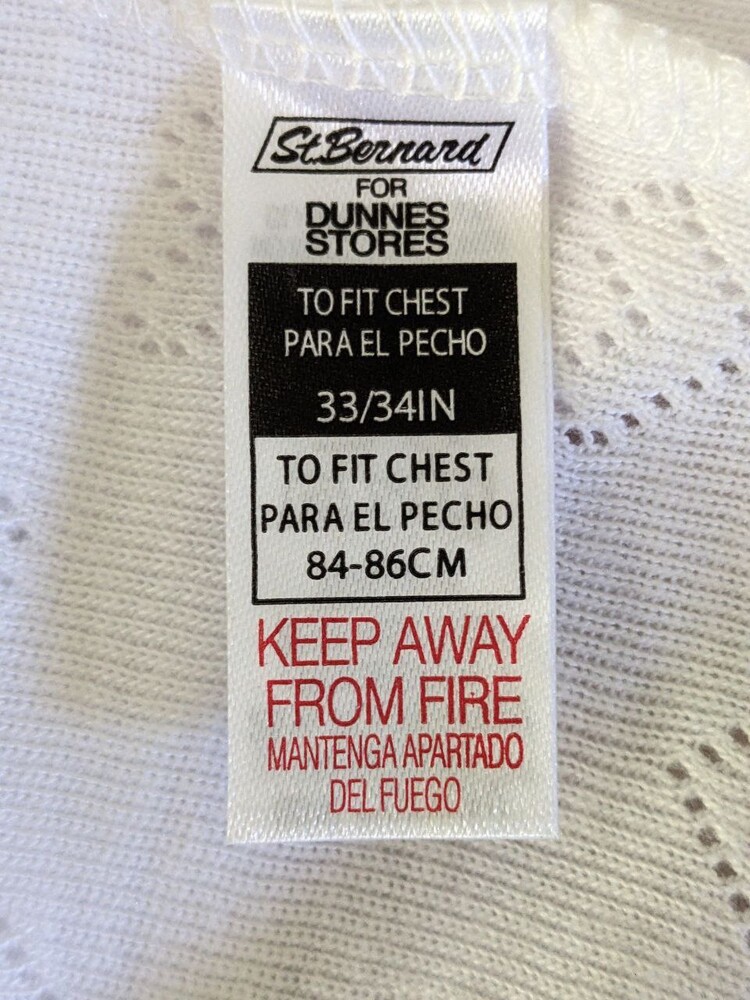 St.Bernard
FOR
DUNNES
STORES
TO FIT CHEST
PARA EL PECHO
33/34IN
TO FIT CHEST
PARA EL PECHO
84-86CM
KEEP AWAY
FROM FIRE
MANTENGA APARTADO
DEL FUEGO